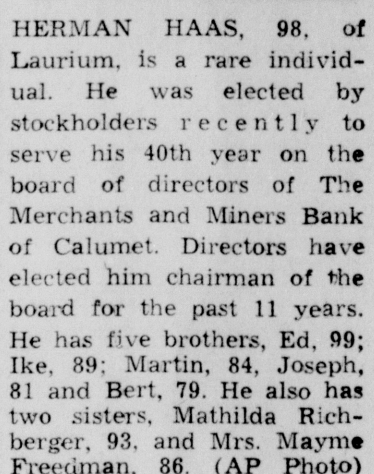 HERMAN HAAS, 98, of
Laurium, is a rare individ-
ual. He was elected by
stockholders recently to
serve his 40th year on the
board of directors of The
Merchants and Miners Bank
of Calumet. Directors have
elected him chairman of the
board for the past 11 years.
He has five brothers, Ed, 99;
Ike, 89; Martin, 84, Joseph,
81 and Bert, 79. He also has
two sisters, Mathilda Rich-
berger, 93, and Mrs. Mayme
Freedman, 86. (AP Photo)